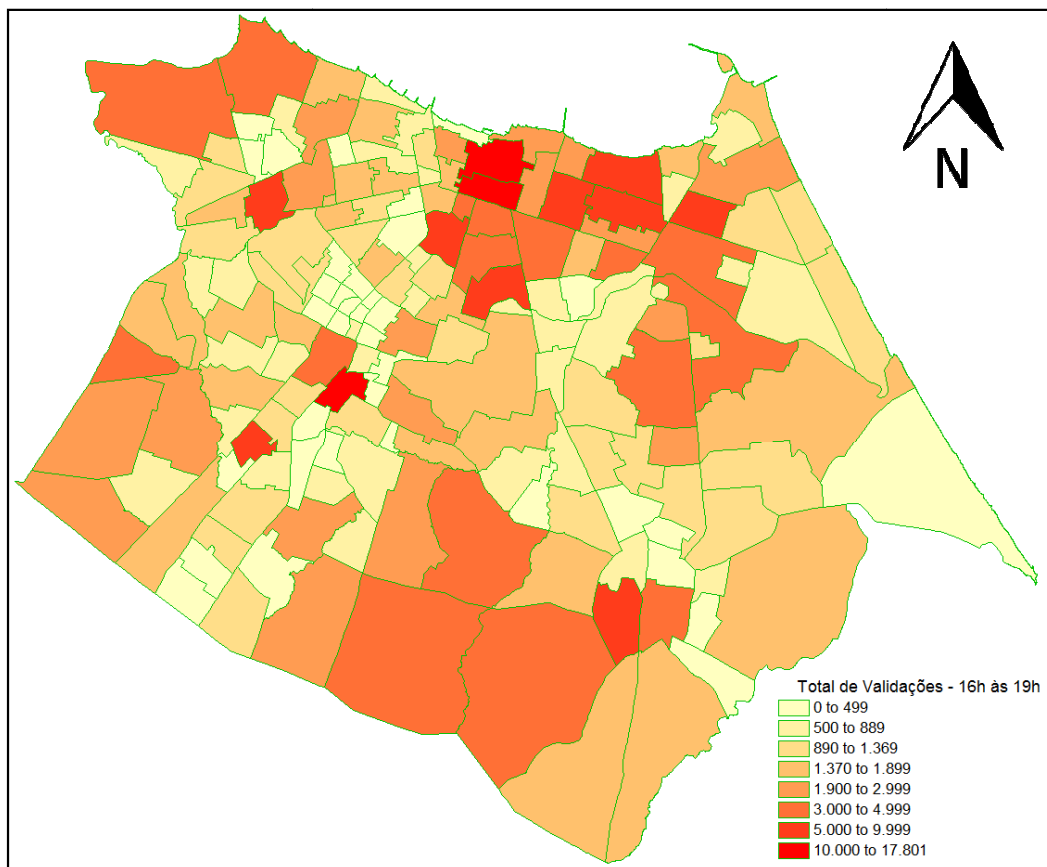 N
Total de Validações - 16h às 19h
0 to 499
500 to 889
890 to 1.369
1.370 to 1.899
1.900 to 2.999
3.000 to 4.999
5.000 to 9.999
10.000 to 17.801